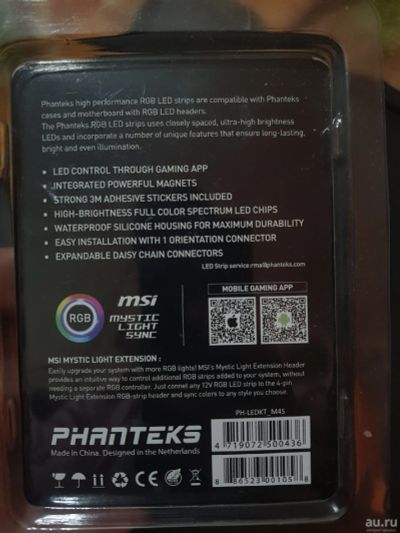 Phanteks high performance RGB LED strips are compatible with Phanteks
cases and motherboard with RGB LED headers.
The Phanteks RGB LED strips uses closely spaced, ultra-high brightness
LEDs and incorporate a number of unique features that ensure long-lasting,
bright and even illumination.
• LED CONTROL THROUGH GAMING APP
• INTEGRATED POWERFUL MAGNETS
• STRONG 3M ADHESIVE STICKERS INCLUDED
• HIGH-BRIGHTNESS FULL COLOR SPECTRUM LED CHIPS
• WATERPROOF SILICONE HOUSING FOR MAXIMUM DURABILITY
• EASY INSTALLATION WITH 1 ORIENTATION CONNECTOR
• EXPANDABLE DAISY CHAIN CONNECTORS
LED Strip service:rma@phanteks.com
RGB
msi
MYSTIC
LIGHT
SYNC
MOBILE GAMING APP
MSI MYSTIC LIGHT EXTENSION :
Easily upgrade your system with more RGB lights! MSI's Mystic Light Extension Header
provides an intuitive way to control additional RGB strips added to your system, without
needing a separate RGB controller. Just connet any 12V RGB LED strip to the 4-pin
Mystic Light Extension RGB-strip header and sync colors to any style you choose.
PH-LEDKT_M4S
PHANTEKS
Made in China. Designed in the Netherlands
4 719072 500436
CE
8 86523 00105 8
au.ru